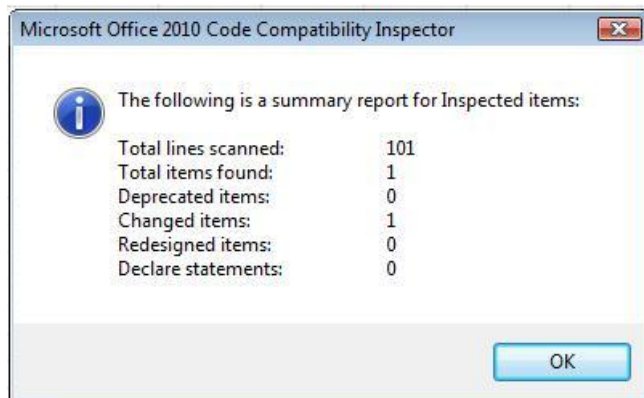 Microsoft Office 2010 Code Compatibility Inspector
The following is a summary report for Inspected items:
Total lines scanned: 101
Total items found: 1
Deprecated items: 0
Changed items: 1
Redesigned items: 0
Declare statements: 0
OK